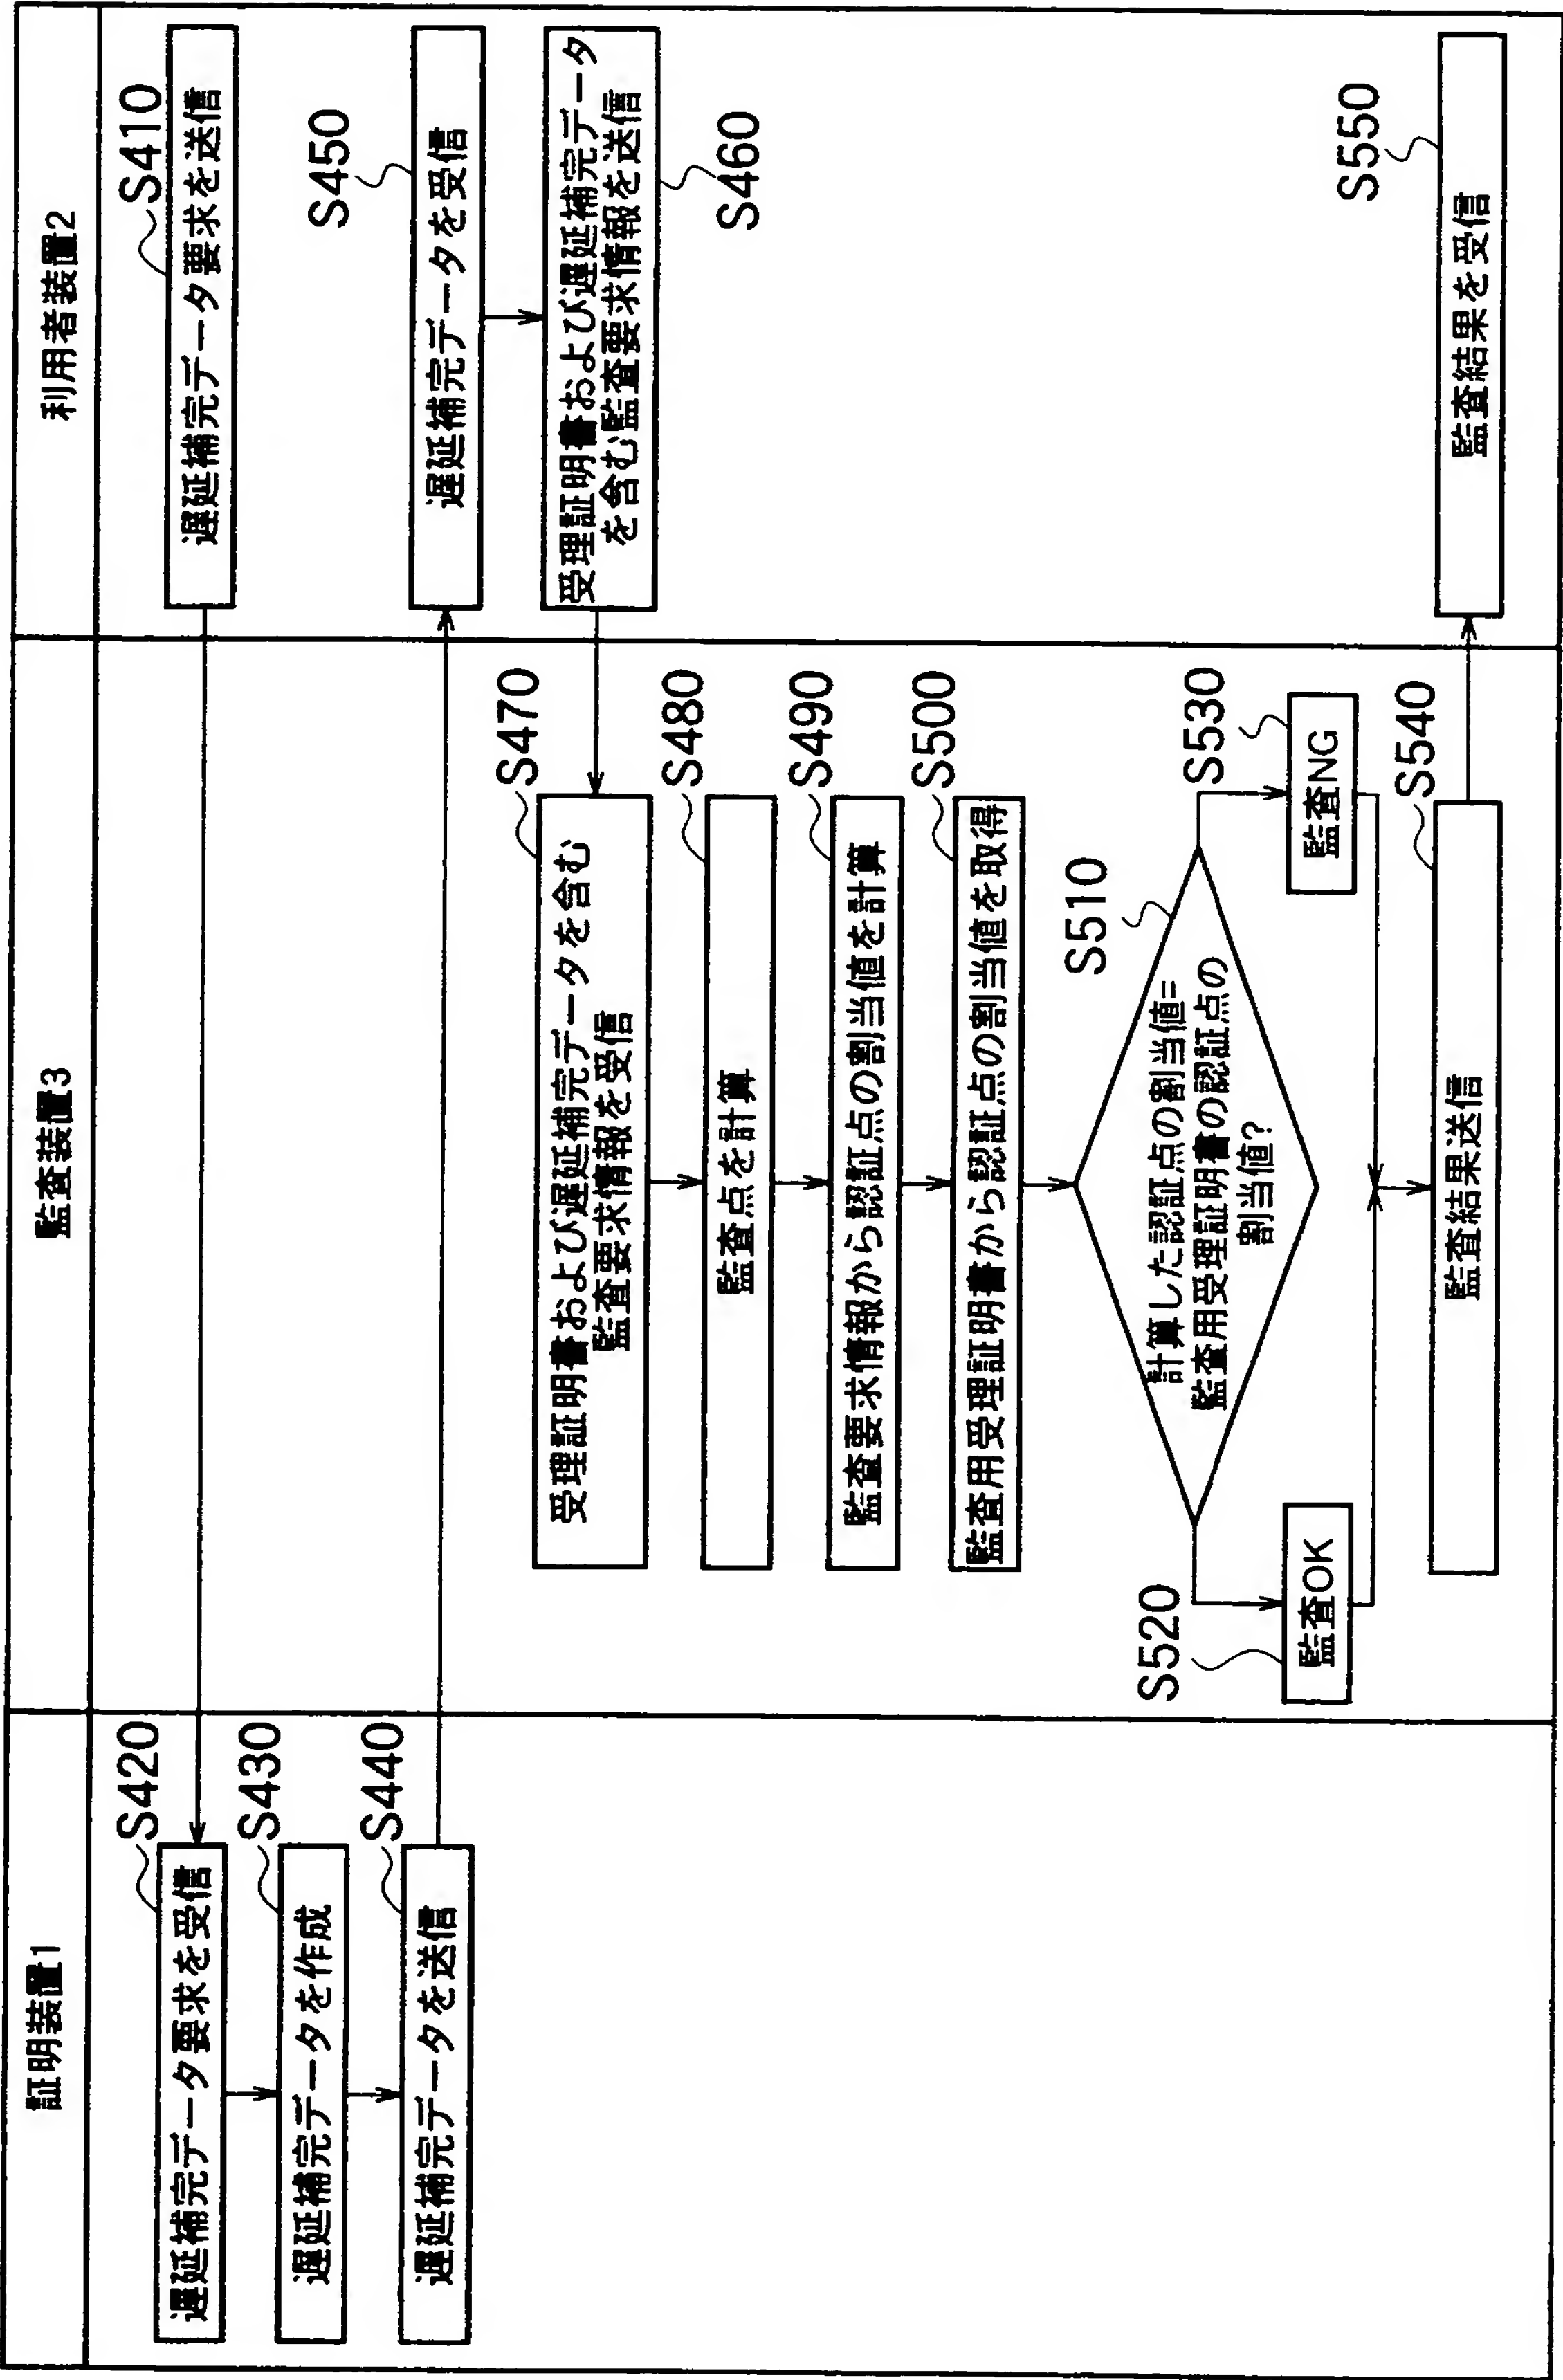 証明装置1
監査装置3
利用者装置2
S410
遅延補完データ要求を送信
S420
遅延補完データ要求を受信
S430
遅延補完データを作成
S440
遅延補完データを送信
S450
遅延補完データを受信
受理証明書および遅延補完データ
を含む監査要求情報を送信
S460
S470
受理証明書および遅延補完データを含む
監査要求情報を受信
S480
監査点を計算
S490
監査要求情報から認証点の割当値を計算
S500
監査用受理証明書から認証点の割当値を取得
S510
計算した認証点の割当値=
監査用受理証明書の認証点の
割当値?
S520
監査OK
S530
監査NG
S540
監査結果送信
S550
監査結果を受信